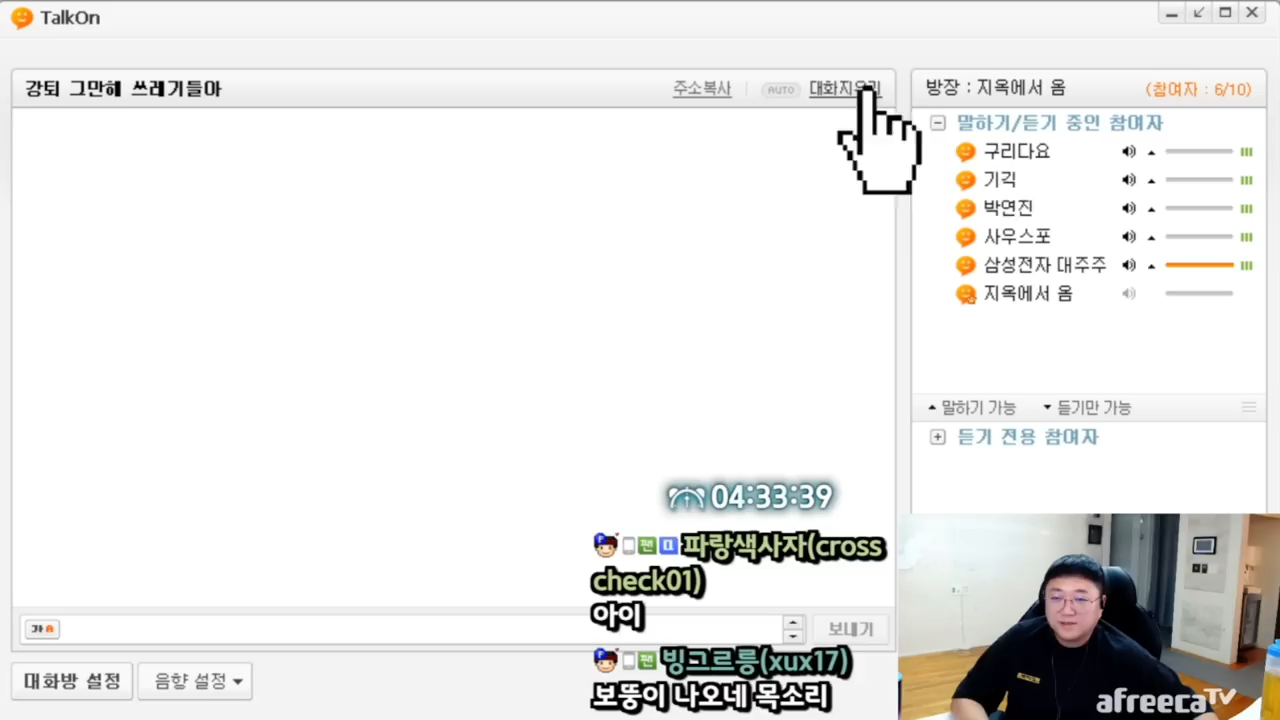 TalkOn
강퇴 그만해 쓰레기들아
주소복사
AUTO
방장 : 지옥에서 옴
(참여자 : 6/10)
말하기/듣기 중인 참여자
구리다요
기긱
박연진
사우스포
삼성전자 대주주
지옥에서 옴
말하기 가능
듣기만 가능
듣기 전용 참여자
04:33:39
팬 파랑색사자(cross
check01)
아이
팬 빙그르릉(xux17)
보뚱이 나오네 목소리
가
보내기
대화방 설정
음향 설정
afreecaTV